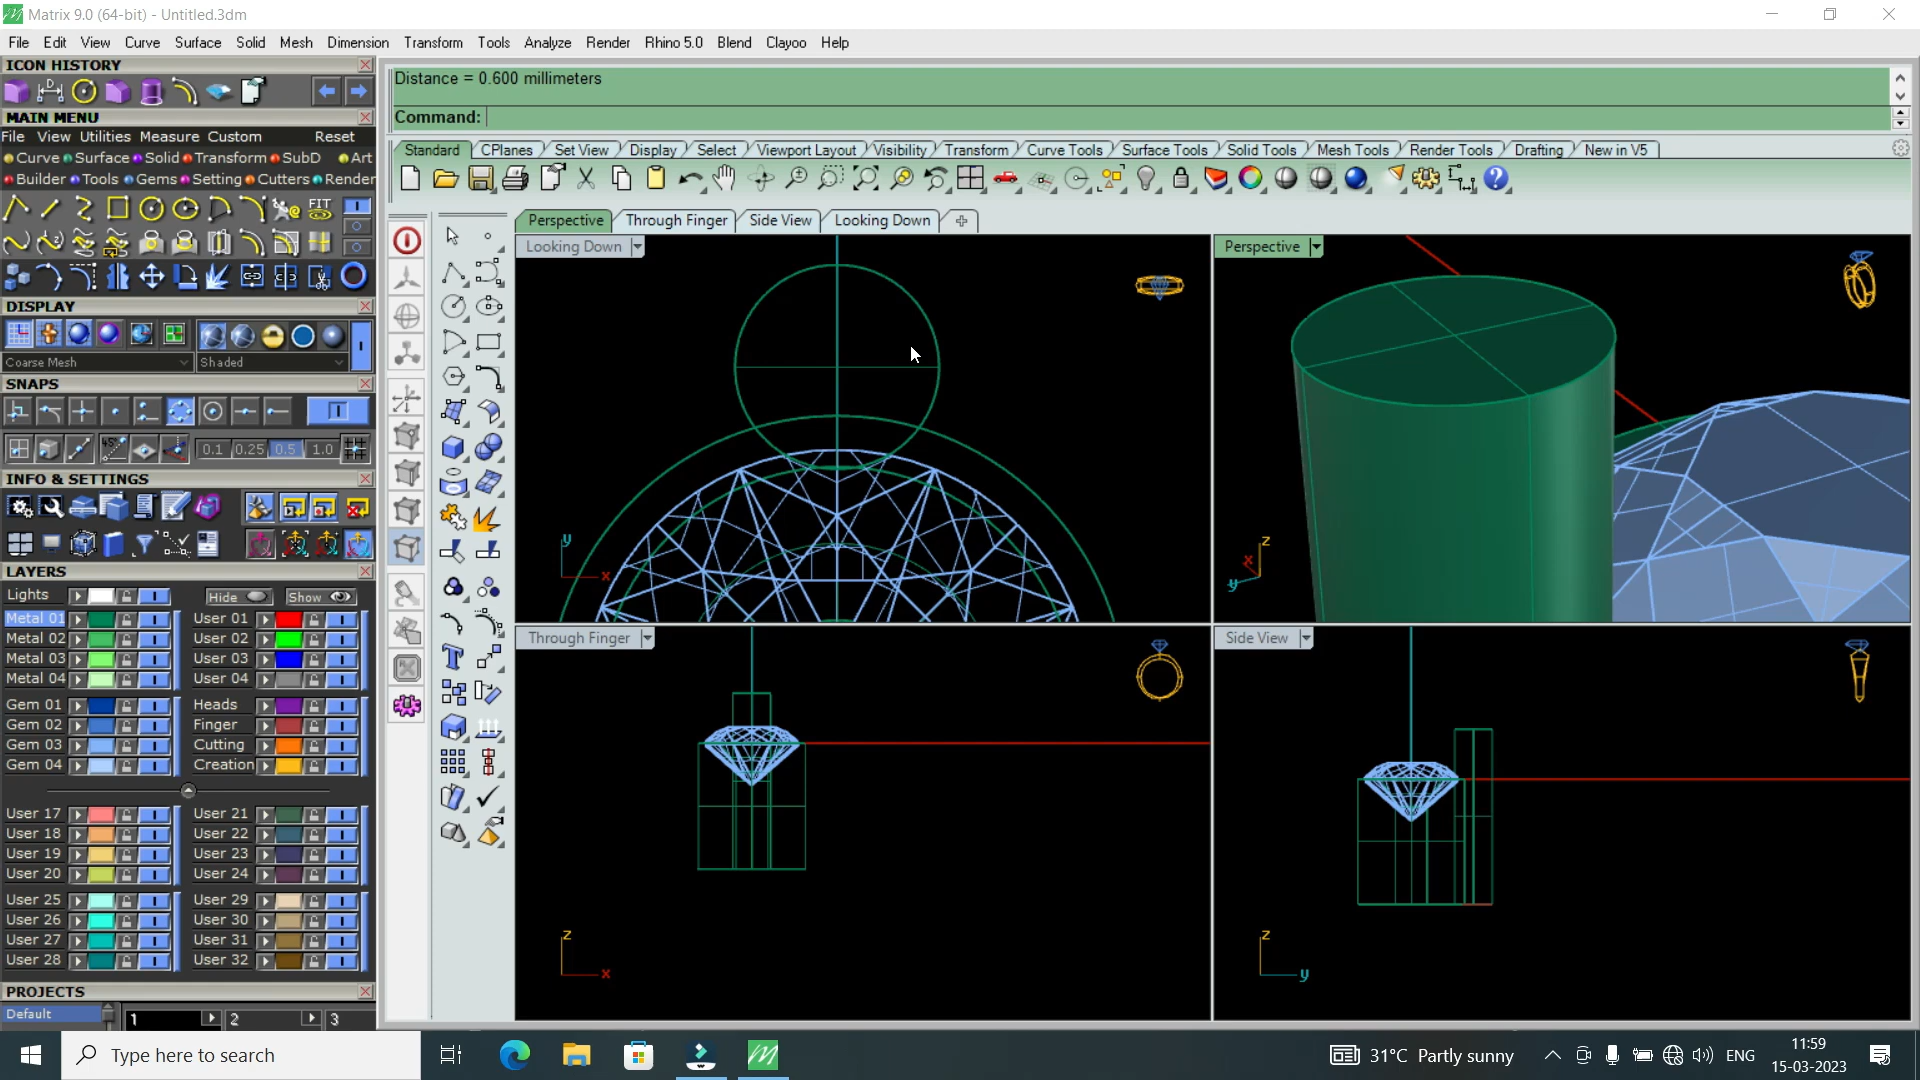 Matrix 9.0 (64-bit) - Untitled.3dm
File Edit View Curve Surface Solid Mesh Dimension Transform Tools Analyze Render Rhino 5.0 Blend Clayoo Help
ICON HISTORY
D
MAIN MENU
File View Utilities Measure Custom Reset
Curve Surface Solid Transform SubD Art
Builder Tools Gems Setting Cutters Render
FIT
DISPLAY
Coarse Mesh Shaded
SNAPS
45°
0.1 0.25 0.5 1.0
INFO & SETTINGS
LAYERS
Lights Hide Show
Metal 01 User 01
Metal 02 User 02
Metal 03 User 03
Metal 04 User 04
Gem 01 Heads
Gem 02 Finger
Gem 03 Cutting
Gem 04 Creation
User 17 User 21
User 18 User 22
User 19 User 23
User 20 User 24
User 25 User 29
User 26 User 30
User 27 User 31
User 28 User 32
PROJECTS
Default 1 2 3
Distance = 0.600 millimeters
Command:
Standard CPlanes Set View Display Select Viewport Layout Visibility Transform Curve Tools Surface Tools Solid Tools Mesh Tools Render Tools Drafting New in V5
Perspective Through Finger Side View Looking Down
Looking Down
y
x
Perspective
z
x
y
Through Finger
z
x
Side View
z
y
Type here to search
31°C Partly sunny
ENG
11:59
15-03-2023